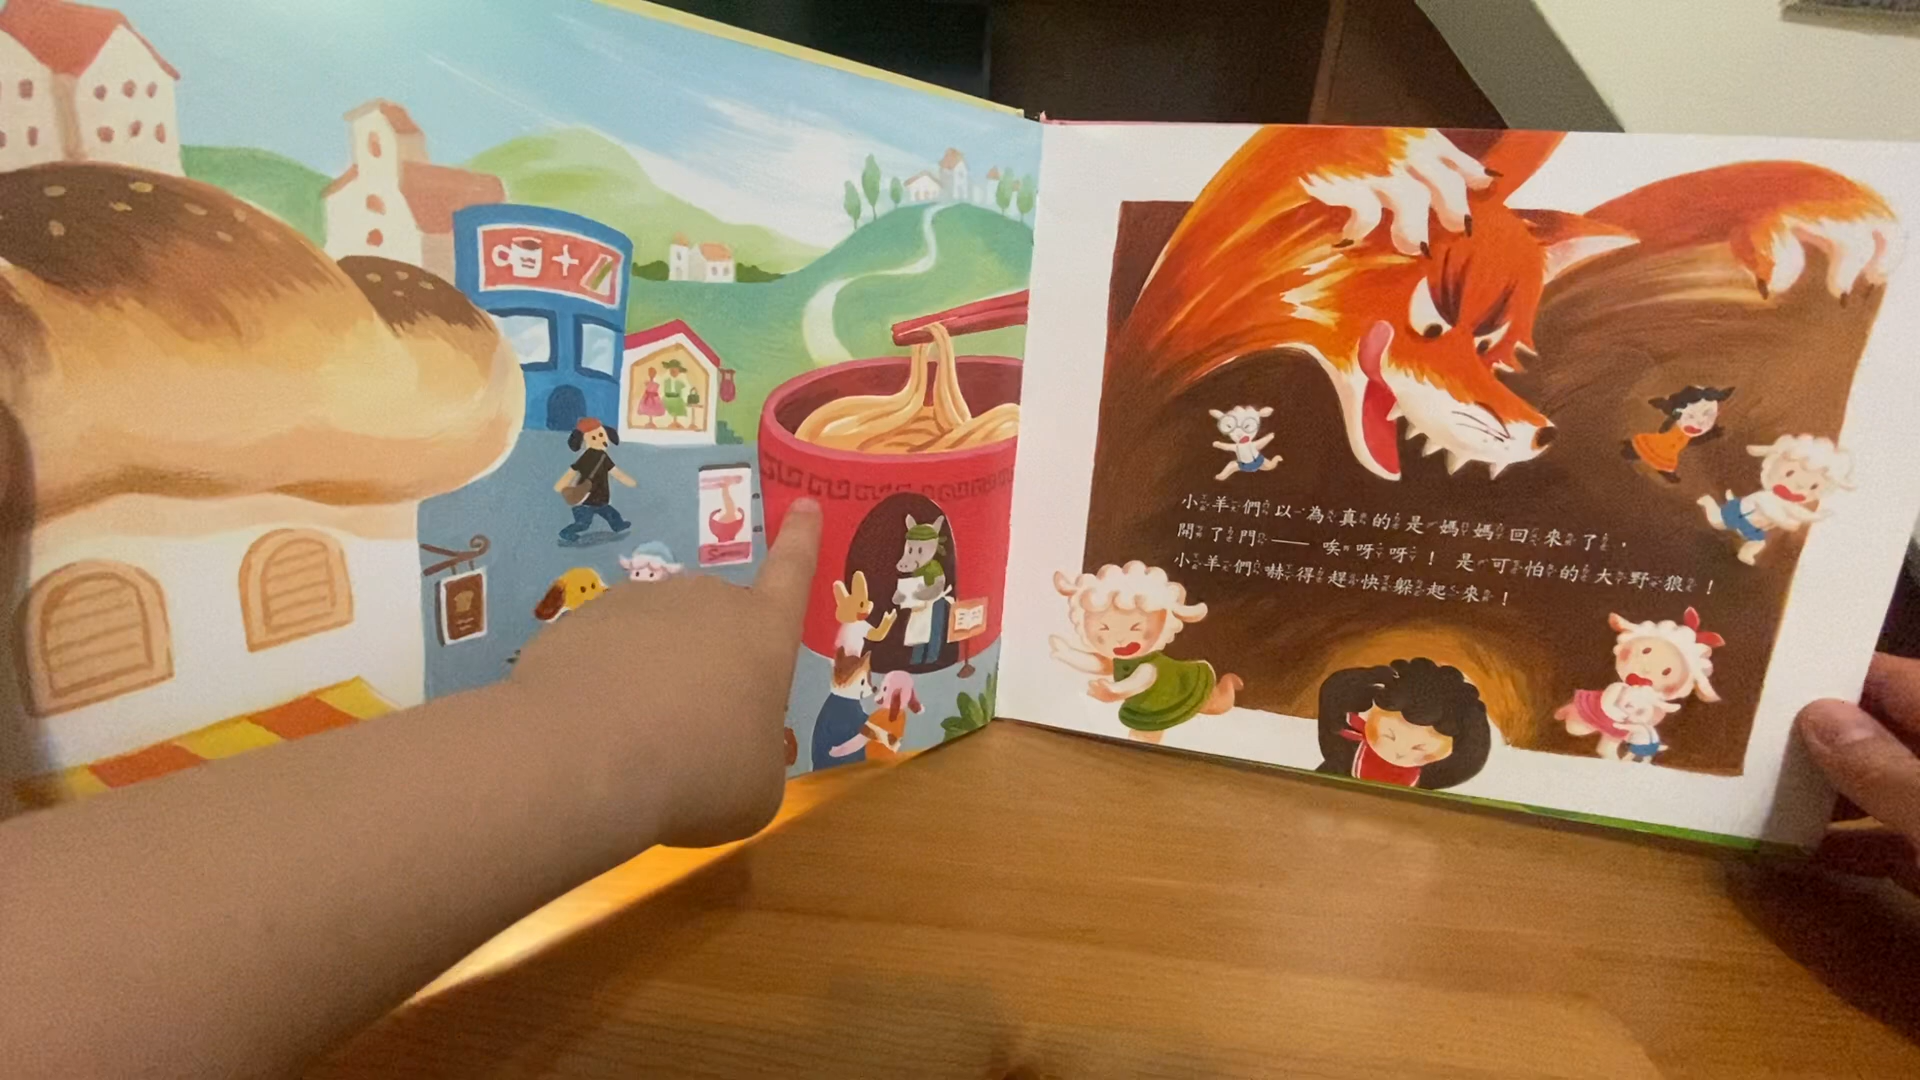 小羊們以為真的是媽媽回來了，
開了門——唉呀呀！是可怕的大野狼！
小羊們嚇得趕快躲起來！